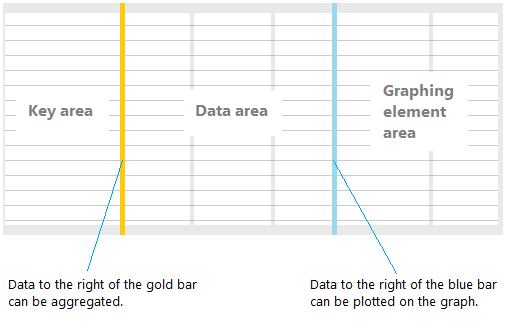 Key area
Data area
Graphing
element
area
Data to the right of the gold bar
can be aggregated.
Data to the right of the blue bar
can be plotted on the graph.